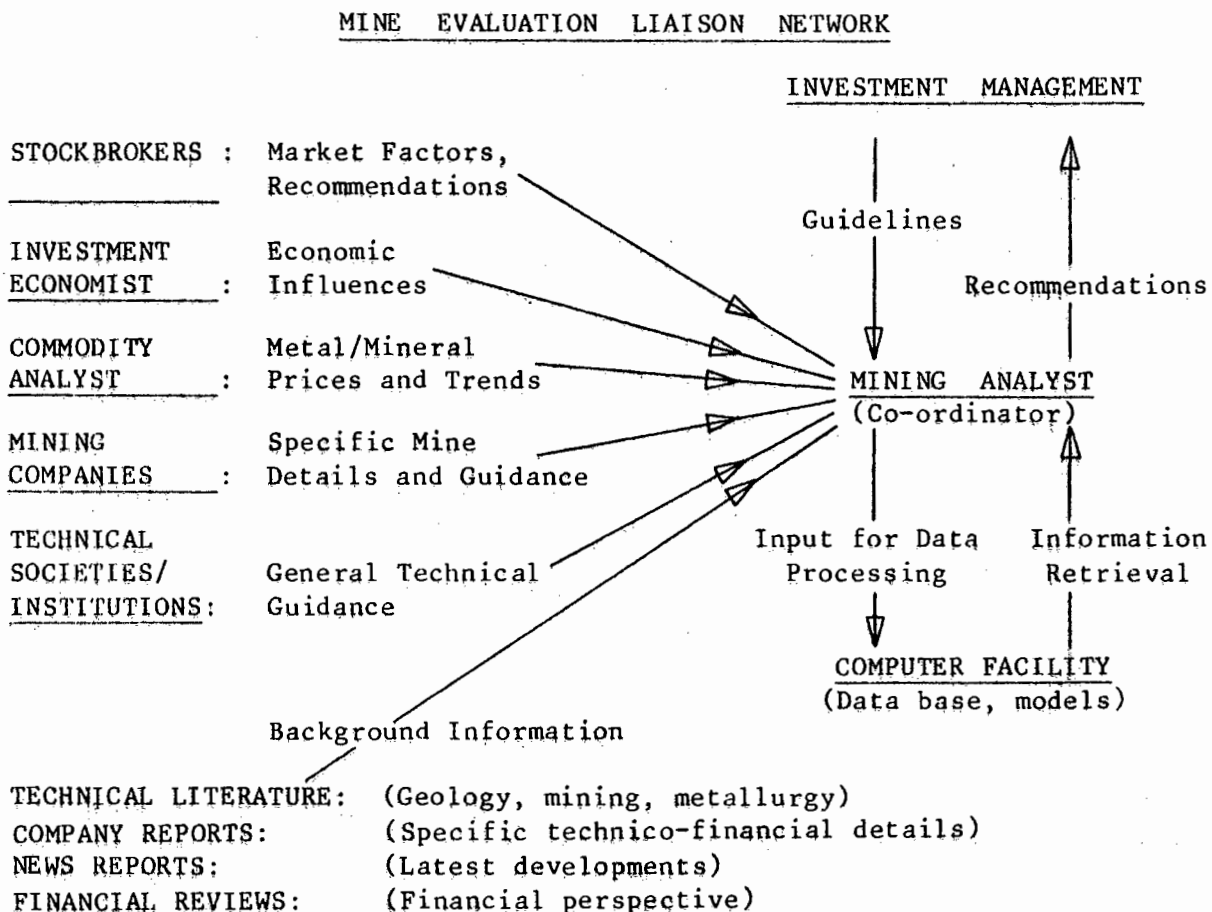 MINE EVALUATION LIAISON NETWORK
INVESTMENT MANAGEMENT
STOCKBROKERS : Market Factors,
Recommendations
Guidelines
INVESTMENT Economic
ECONOMIST : Influences
Recommendations
COMMODITY Metal/Mineral
ANALYST : Prices and Trends
MINING ANALYST
(Co-ordinator)
MINING Specific Mine
COMPANIES : Details and Guidance
TECHNICAL
SOCIETIES/ General Technical
INSTITUTIONS: Guidance
Input for Data Information
Processing Retrieval
COMPUTER FACILITY
(Data base, models)
Background Information
TECHNICAL LITERATURE: (Geology, mining, metallurgy)
COMPANY REPORTS: (Specific technico-financial details)
NEWS REPORTS: (Latest developments)
FINANCIAL REVIEWS: (Financial perspective)